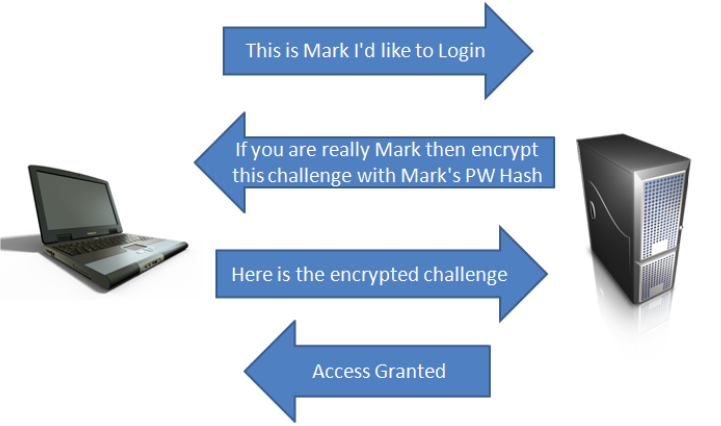 This is Mark I'd like to Login
If you are really Mark then encrypt
this challenge with Mark's PW Hash
Here is the encrypted challenge
Access Granted